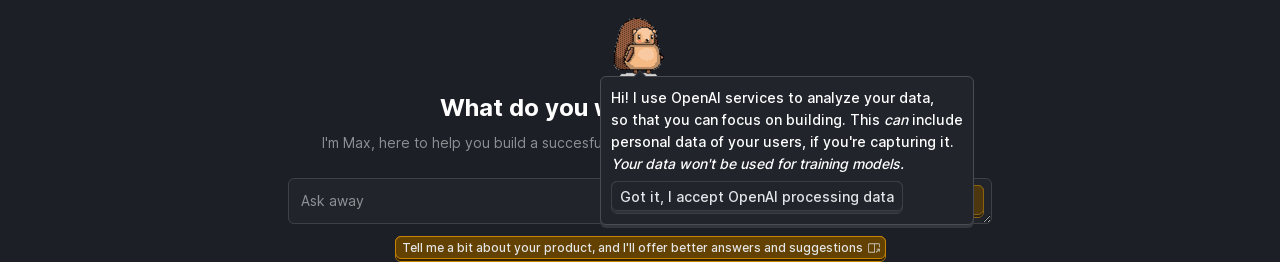 What do you w
I'm Max, here to help you build a succesfu
Hi! I use OpenAI services to analyze your data,
so that you can focus on building. This can include
personal data of your users, if you're capturing it.
Your data won't be used for training models.
Got it, I accept OpenAI processing data
Ask away
Tell me a bit about your product, and I'll offer better answers and suggestions